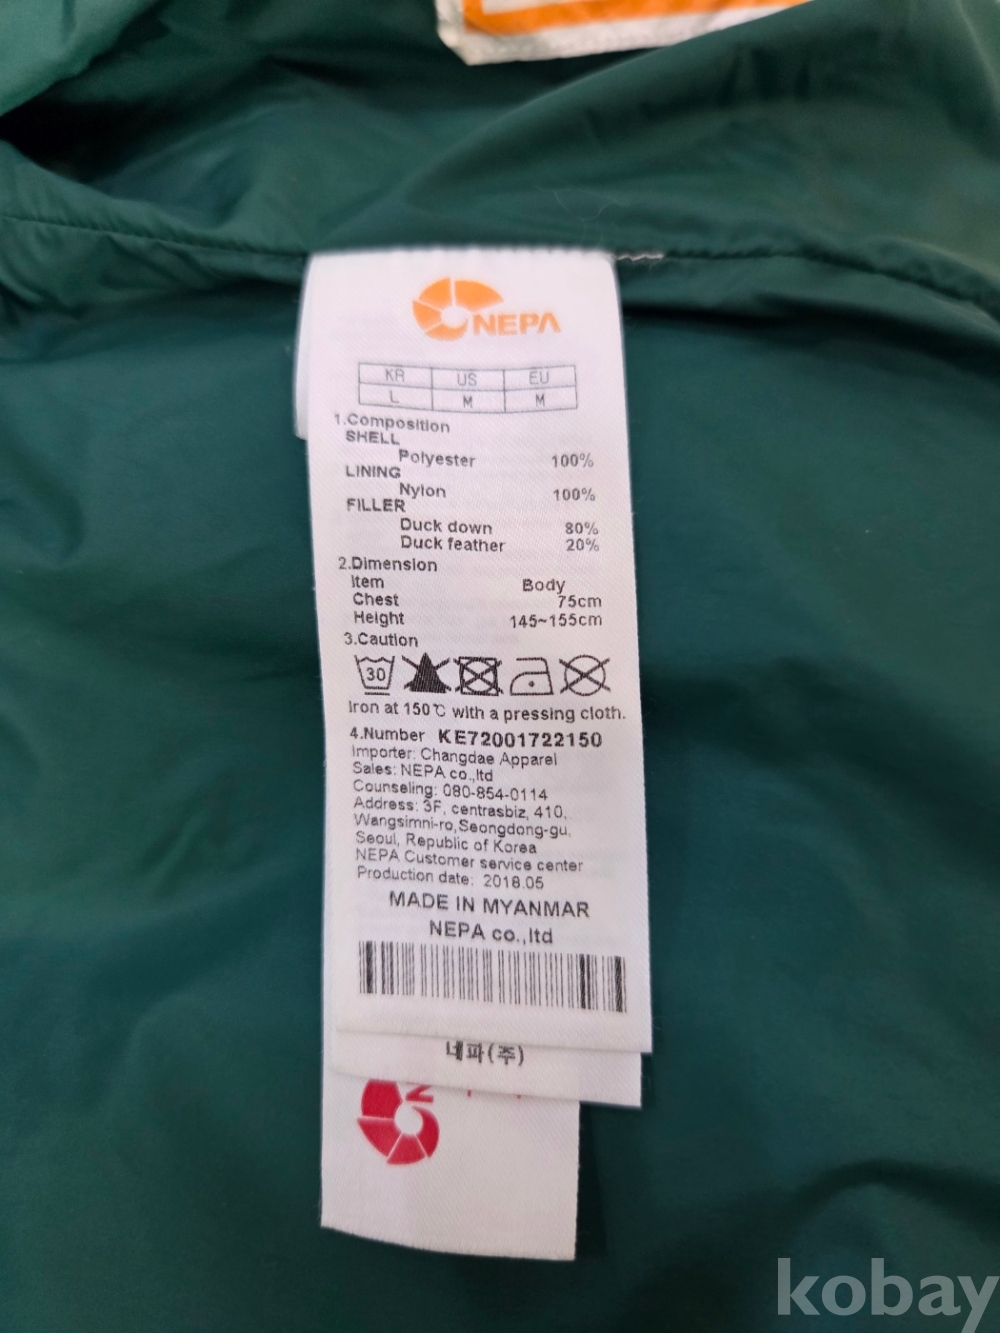 NEPA
KR US EU
L M M
1.Composition
SHELL
Polyester 100%
LINING
Nylon 100%
FILLER
Duck down 80%
Duck feather 20%
2.Dimension
Item Body
Chest 75cm
Height 145~155cm
3.Caution
30
Iron at 150℃ with a pressing cloth.
4.Number KE72001722150
Importer: Changdae Apparel
Sales: NEPA co.,ltd
Counseling: 080-854-0114
Address: 3F, centrasbiz, 410,
Wangsimni-ro,Seongdong-gu,
Seoul, Republic of Korea
NEPA Customer service center
Production date: 2018.05
MADE IN MYANMAR
NEPA co.,ltd
네파(주)
kobay